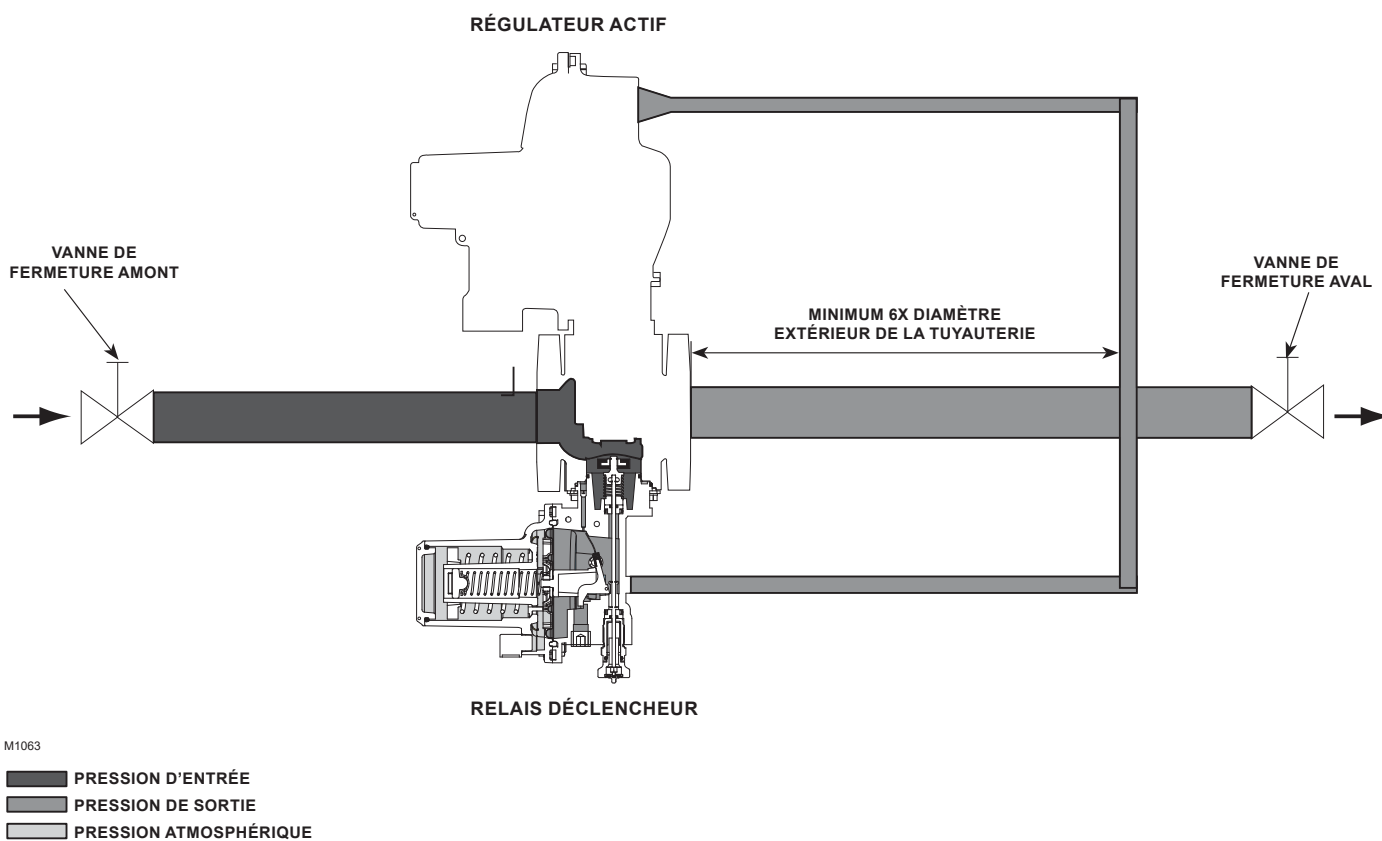 RÉGULATEUR ACTIF
VANNE DE
FERMETURE AMONT
VANNE DE
FERMETURE AVAL
MINIMUM 6X DIAMÈTRE
EXTÉRIEUR DE LA TUYAUTERIE
RELAIS DÉCLENCHEUR
M1063
PRESSION D'ENTRÉE
PRESSION DE SORTIE
PRESSION ATMOSPHÉRIQUE